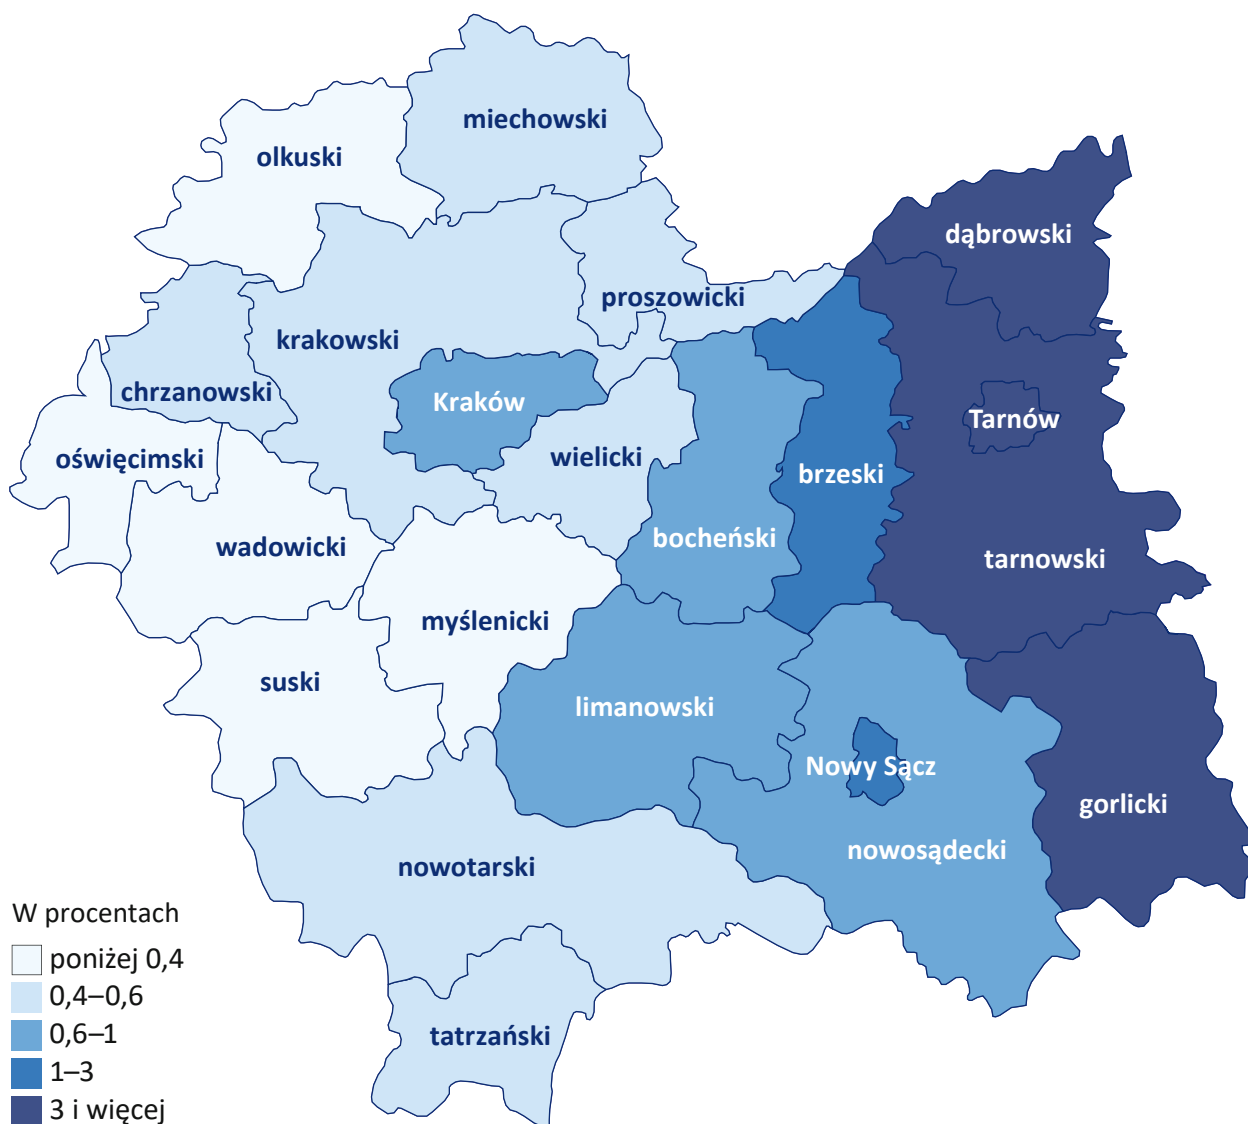 miechowski
olkuski
dąbrowski
proszowicki
krakowski
chrzanowski
Kraków
Tarnów
oświęcimski
wielicki
brzeski
bocheński
wadowicki
tarnowski
myślenicki
suski
limanowski
Nowy Sącz
gorlicki
nowosądecki
nowotarski
tatrzański
W procentach
poniżej 0,4
0,4–0,6
0,6–1
1–3
3 i więcej